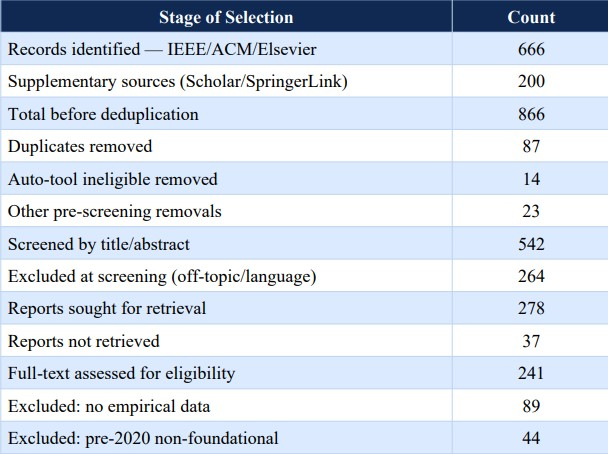 Stage of Selection Count
Records identified — IEEE/ACM/Elsevier 666
Supplementary sources (Scholar/SpringerLink) 200
Total before deduplication 866
Duplicates removed 87
Auto-tool ineligible removed 14
Other pre-screening removals 23
Screened by title/abstract 542
Excluded at screening (off-topic/language) 264
Reports sought for retrieval 278
Reports not retrieved 37
Full-text assessed for eligibility 241
Excluded: no empirical data 89
Excluded: pre-2020 non-foundational 44